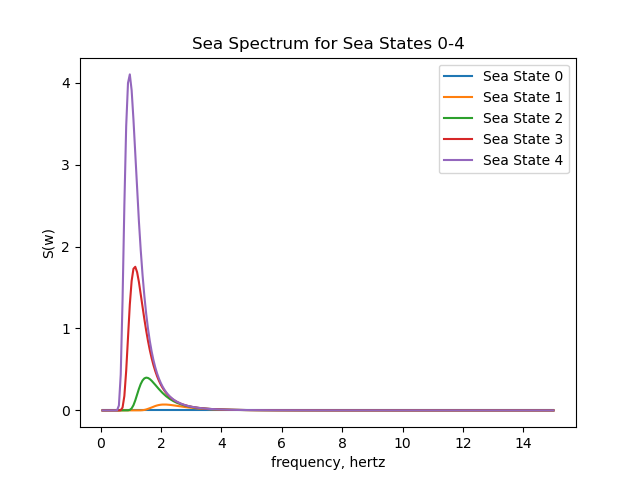 Sea Spectrum for Sea States 0-4
Sea State 0
Sea State 1
Sea State 2
Sea State 3
Sea State 4
S(w)
4
3
2
1
0
0 2 4 6 8 10 12 14
frequency, hertz